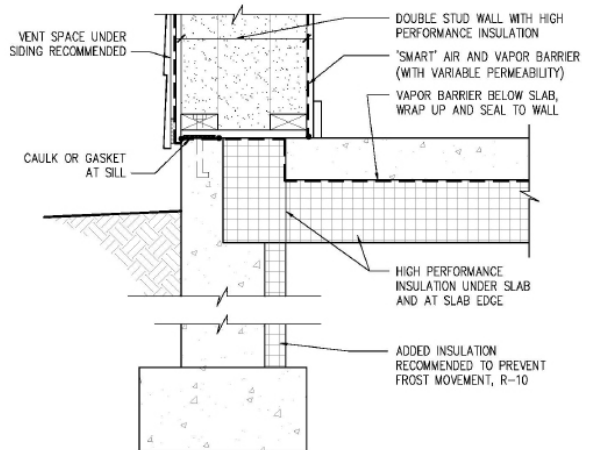 VENT SPACE UNDER
SIDING RECOMMENDED
DOUBLE STUD WALL WITH HIGH
PERFORMANCE INSULATION
'SMART' AIR AND VAPOR BARRIER
(WITH VARIABLE PERMEABILITY)
VAPOR BARRIER BELOW SLAB,
WRAP UP AND SEAL TO WALL
CAULK OR GASKET
AT SILL
HIGH PERFORMANCE
INSULATION UNDER SLAB
AND AT SLAB EDGE
ADDED INSULATION
RECOMMENDED TO PREVENT
FROST MOVEMENT, R-10